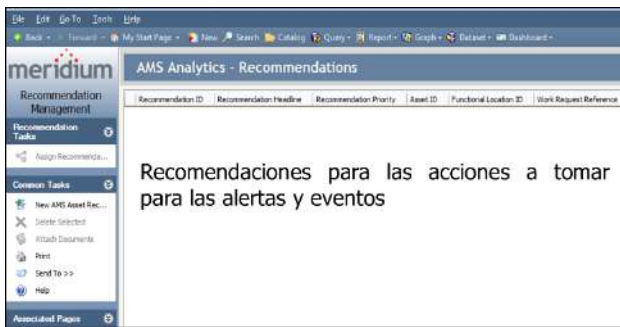 File Edit Go To Tools Help
Back Forward My Start Page New Search Catalog Query Report Graph Dataset Dashboard
meridium
AMS Analytics - Recommendations
Recommendation
Management
Recommendation ID Recommendation Headline Recommendation Priority Asset ID Functional Location ID Work Request Reference
Recommendation
Tasks
Assign Recommenda...
Recomendaciones para las acciones a tomar
para las alertas y eventos
Common Tasks
New AMS Asset Rec...
Delete Selected
Attach Documents
Print
Send To >>
Help
Associated Pages